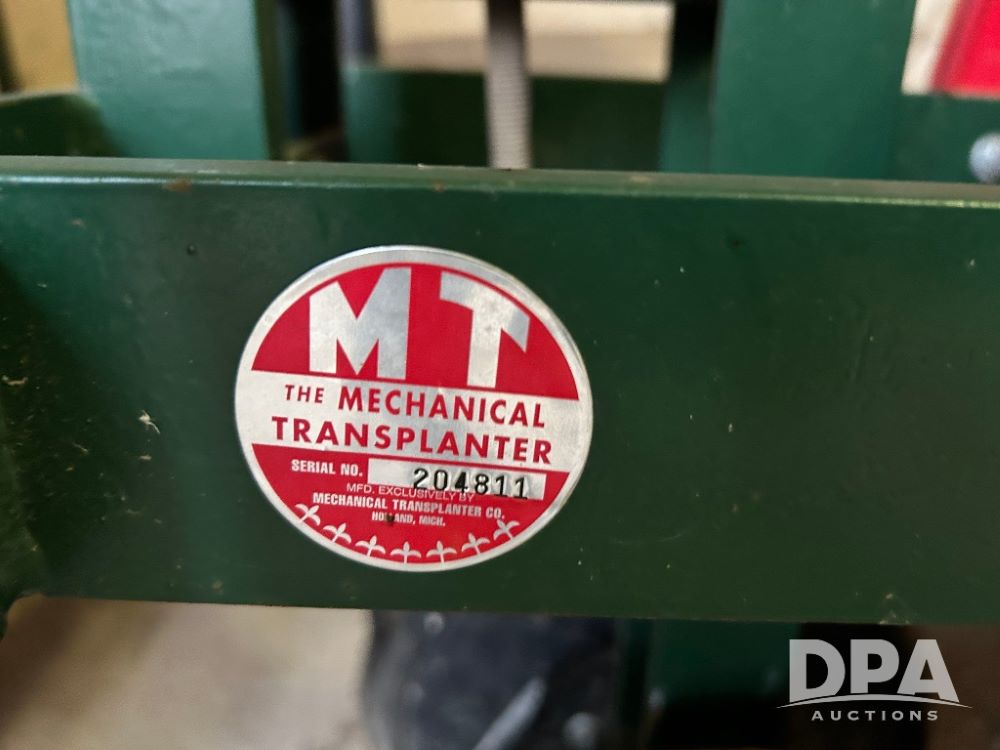 MT
THE MECHANICAL
TRANSPLANTER
SERIAL NO. 204811
MFD. EXCLUSIVELY BY
MECHANICAL TRANSPLANTER CO.
HOLLAND, MICH.
DPA
AUCTIONS